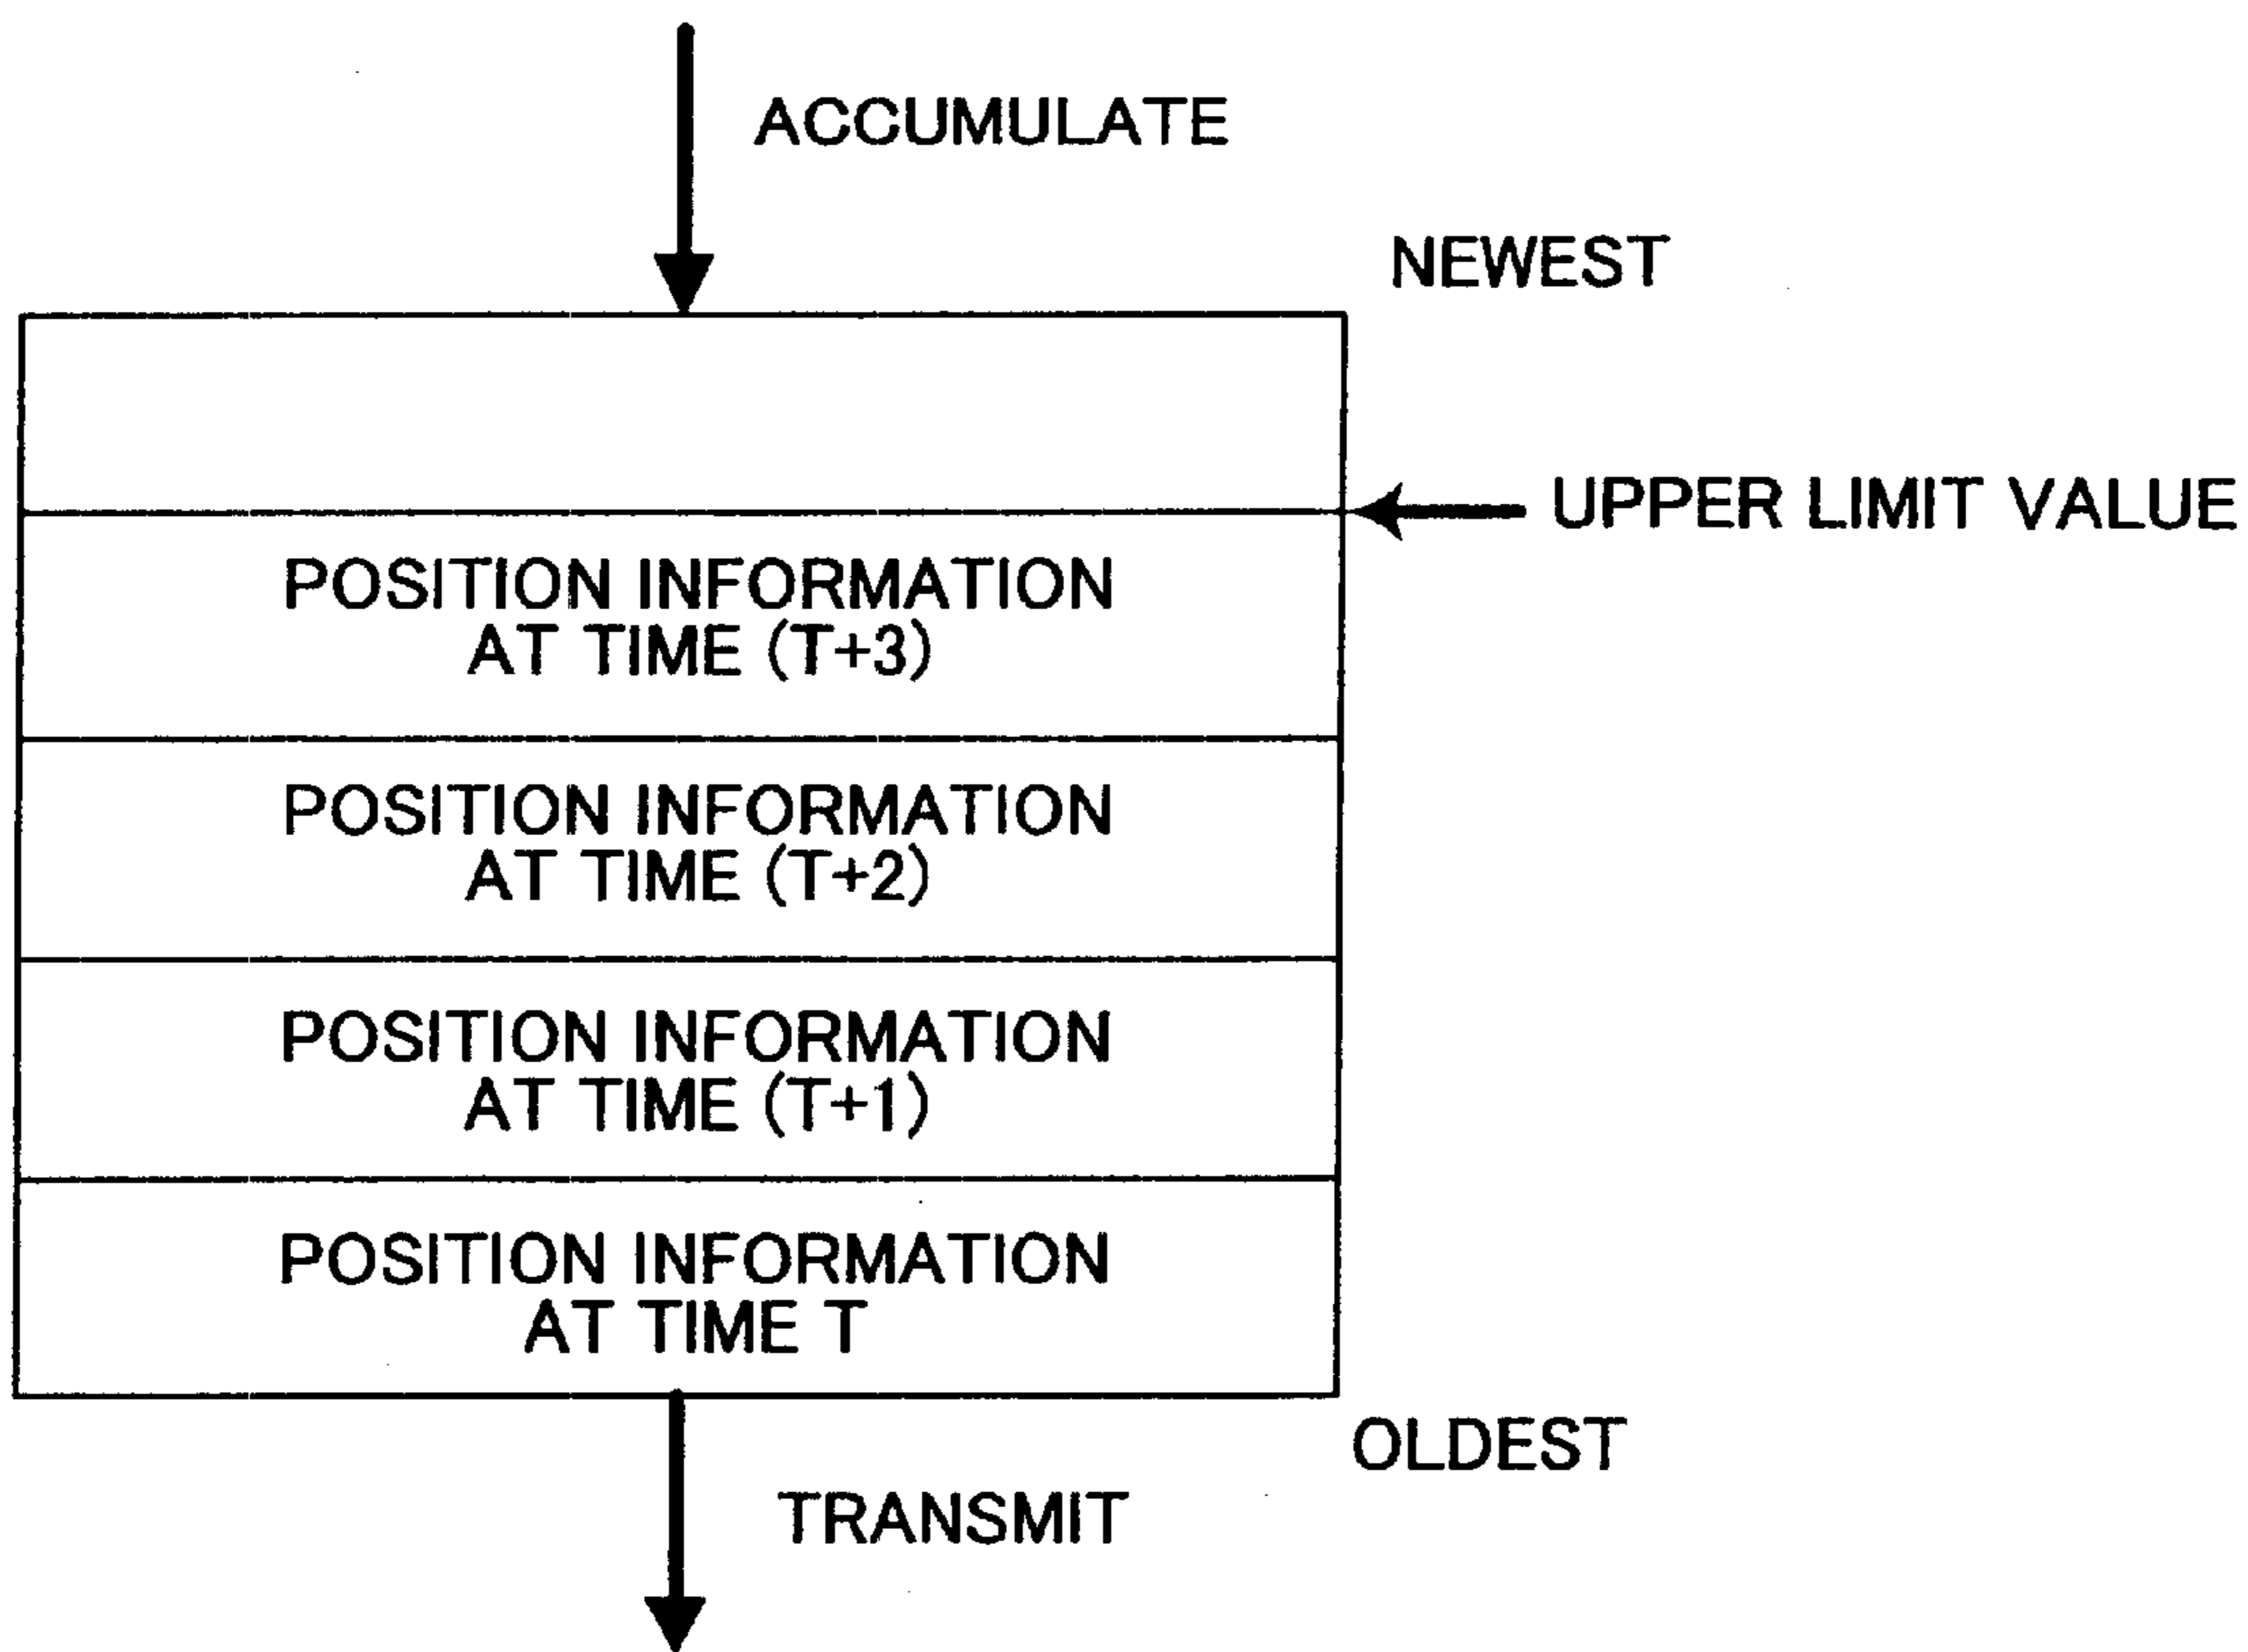 ACCUMULATE
NEWEST
UPPER LIMIT VALUE
POSITION INFORMATION
AT TIME (T+3)
POSITION INFORMATION
AT TIME (T+2)
POSITION INFORMATION
AT TIME (T+1)
POSITION INFORMATION
AT TIME T
OLDEST
TRANSMIT